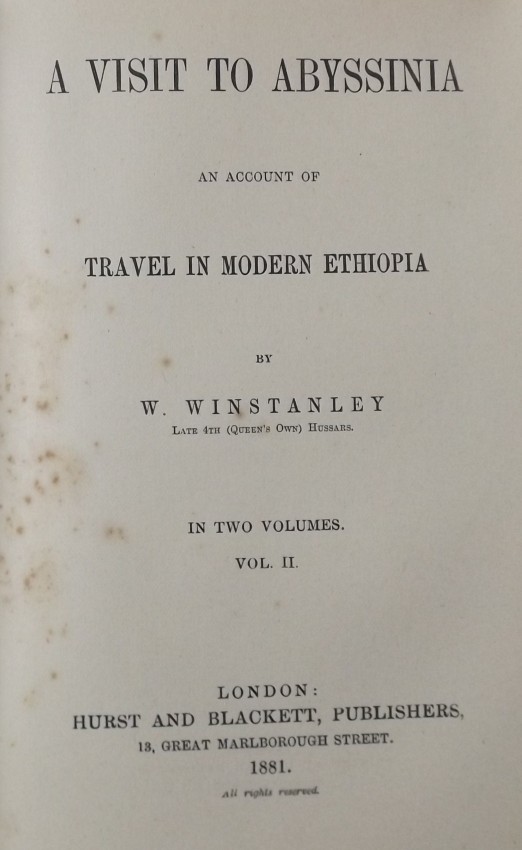 A VISIT TO ABYSSINIA
AN ACCOUNT OF
TRAVEL IN MODERN ETHIOPIA
BY
W. WINSTANLEY
LATE 4TH (QUEEN'S OWN) HUSSARS.
IN TWO VOLUMES.
VOL. II.
LONDON:
HURST AND BLACKETT, PUBLISHERS,
13, GREAT MARLBOROUGH STREET.
1881.
All rights reserved.